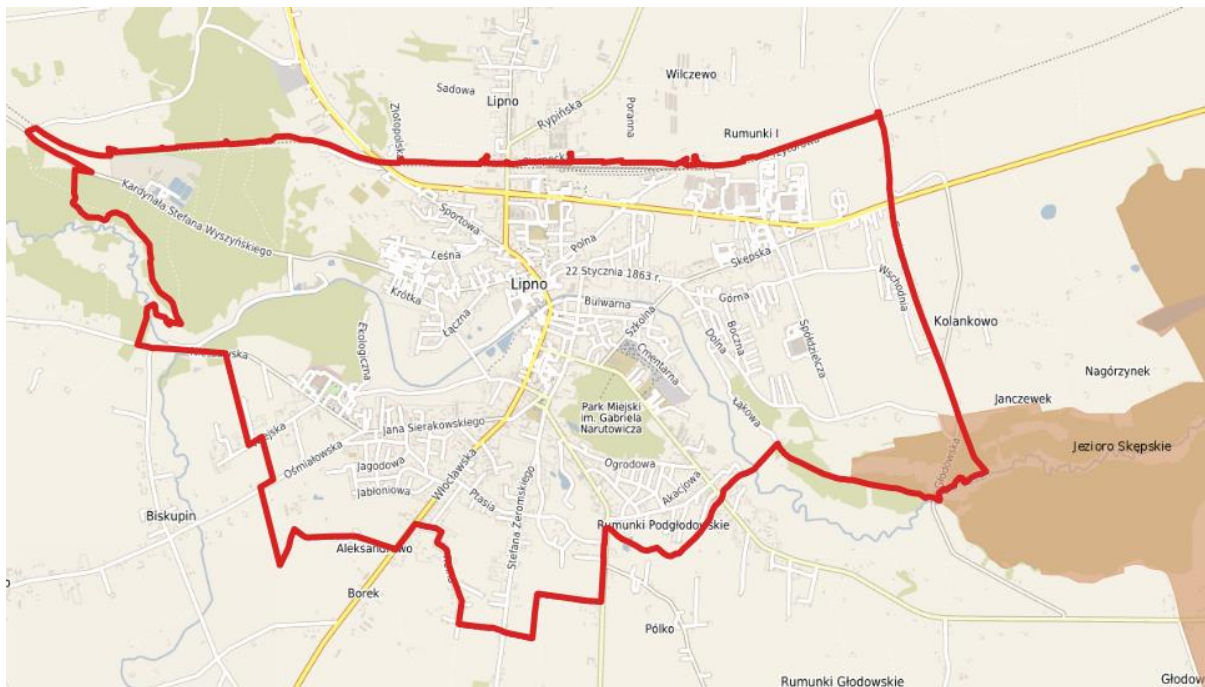 Wilczewo
Sadowa
Lipno
Rypińska
Poranna
Złotopolska
Rumunki I
Kardynała Stefana Wyszyńskiego
Sportowa
Polna
Leśna
Skępska
22 Stycznia 1863 r.
Lipno
Krótka
Górna
Wschodnia
Bulwarna
Łączna
Szkolna
Kolankowo
Ekologiczna
Dolna
Boczna
Spółdzielcza
Cmentarna
Nagórzynek
Park Miejski
im. Gabriela
Narutowicza
Łąkowa
Janczewek
Jana Sierakowskiego
Jezioro Skępskie
Ośmiałowska
Jagodowa
Ogrodowa
Głodowska
Jabłoniowa
Włocławska
Akacjowa
Ptasia
Biskupin
Stefana Żeromskiego
Rumunki Podgłodowskie
Borek
Pólko
Rumunki Głodowskie